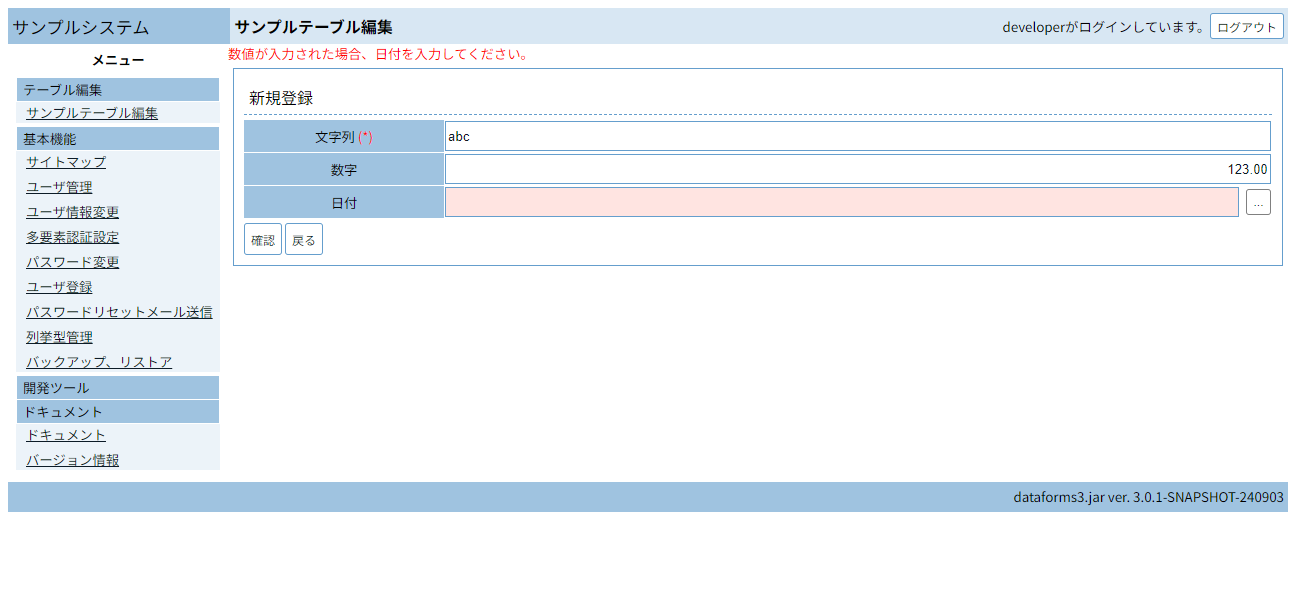 サンプルシステム
サンプルテーブル編集
developerがログインしています。 ログアウト
メニュー
テーブル編集
サンプルテーブル編集
基本機能
サイトマップ
ユーザ管理
ユーザ情報変更
多要素認証設定
パスワード変更
ユーザ登録
パスワードリセットメール送信
列挙型管理
バックアップ、リストア
開発ツール
ドキュメント
ドキュメント
バージョン情報
数値が入力された場合、日付を入力してください。
新規登録
文字列 (*) abc
数字 123.00
日付 ...
確認 戻る
dataforms3.jar ver. 3.0.1-SNAPSHOT-240903